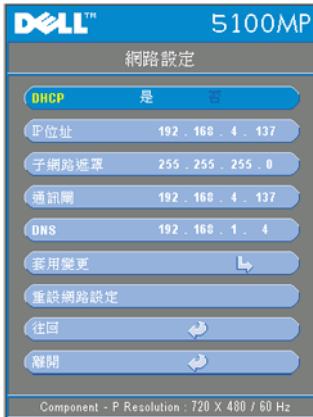 DELL™ 5100MP
網路設定
DHCP 是 否
IP位址 192 . 168 . 4 . 137
子網路遮罩 255 . 255 . 255 . 0
通訊閘 192 . 168 . 4 . 137
DNS 192 . 168 . 1 . 4
套用變更
重設網路設定
往回
離開
Component - P Resolution : 720 X 480 / 60 Hz